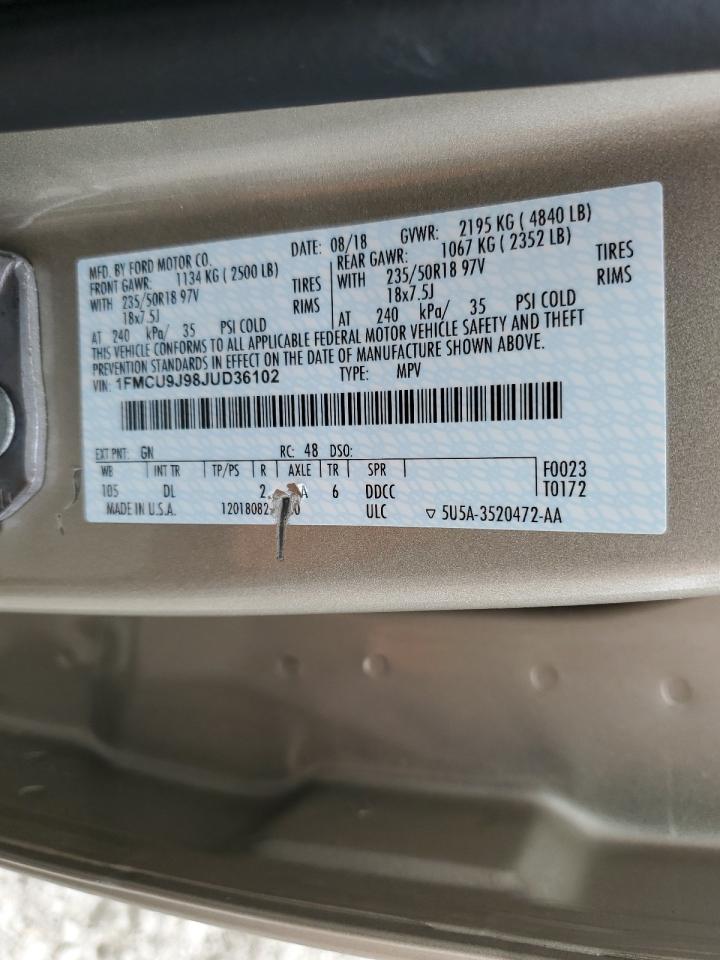 MFD. BY FORD MOTOR CO. DATE: 08/18 GVWR: 2195 KG ( 4840 LB)
FRONT GAWR: 1134 KG ( 2500 LB) REAR GAWR: 1067 KG ( 2352 LB)
WITH 235/50R18 97V TIRES WITH 235/50R18 97V TIRES
18x7.5J RIMS 18x7.5J RIMS
AT 240 kPa/ 35 PSI COLD AT 240 kPa/ 35 PSI COLD
THIS VEHICLE CONFORMS TO ALL APPLICABLE FEDERAL MOTOR VEHICLE SAFETY AND THEFT
PREVENTION STANDARDS IN EFFECT ON THE DATE OF MANUFACTURE SHOWN ABOVE.
VIN: 1FMCU9J98JUD36102 TYPE: MPV
EXT PNT: GN RC: 48 DSO:
WB INT TR TP/PS R AXLE TR SPR F0023
105 DL 2 A 6 DDCC T0172
MADE IN U.S.A. 12018082 0 ULC ▽ 5U5A-3520472-AA